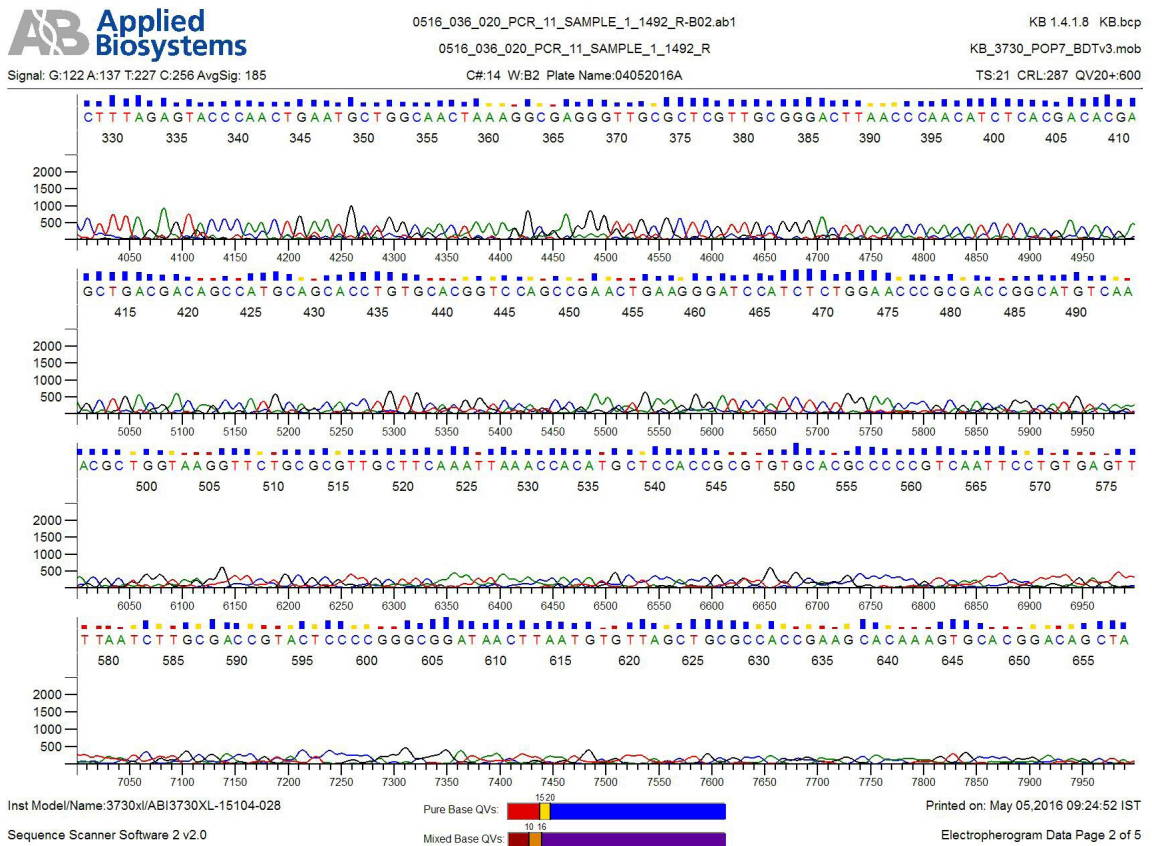 AB Applied Biosystems
0516_036_020_PCR_11_SAMPLE_1_1492_R-B02.ab1
KB 1.4.1.8 KB.bcp
0516_036_020_PCR_11_SAMPLE_1_1492_R
KB_3730_POP7_BDTv3.mob
Signal: G:122 A:137 T:227 C:256 AvgSig: 185
C#:14 W:B2 Plate Name:04052016A
TS:21 CRL:287 QV20+:600
CTTTAGAGTACCCAACTGAATGCTGGCAACTAAAGGCGAGGGTTGCGCTCGTTGCGGGACTTAACCCAACATCTCACGACACGA
330 335 340 345 350 355 360 365 370 375 380 385 390 395 400 405 410
2000
1500
1000
500
4050 4100 4150 4200 4250 4300 4350 4400 4450 4500 4550 4600 4650 4700 4750 4800 4850 4900 4950
GCTGACGACAGCCATGCAGCACCTGTGCACGGTCCAGCCGAACTGAAGGGATCCATCTCTGGAACCCGCGACCGGCATGTCAA
415 420 425 430 435 440 445 450 455 460 465 470 475 480 485 490
2000
1500
1000
500
5050 5100 5150 5200 5250 5300 5350 5400 5450 5500 5550 5600 5650 5700 5750 5800 5850 5900 5950
ACGCTGGTAAGGTTCTGCGCGTTGCTTCAAATTAAACCACATGCTCCACCGCGTGTGCACGCCCCCGTCAATTCCTGTGAGTT
500 505 510 515 520 525 530 535 540 545 550 555 560 565 570 575
2000
1500
1000
500
6050 6100 6150 6200 6250 6300 6350 6400 6450 6500 6550 6600 6650 6700 6750 6800 6850 6900 6950
TTAATCTTGCGACCGTACTCCCCGGGCGGATAACTTAATGTGTTAGCTGCGCCACCGAAGCACAAAGTGCACGGACAGCTA
580 585 590 595 600 605 610 615 620 625 630 635 640 645 650 655
2000
1500
1000
500
7050 7100 7150 7200 7250 7300 7350 7400 7450 7500 7550 7600 7650 7700 7750 7800 7850 7900 7950
Inst Model/Name:3730xl/ABI3730XL-15104-028
Pure Base QVs: 15 20
Printed on: May 05,2016 09:24:52 IST
Sequence Scanner Software 2 v2.0
Mixed Base QVs: 10 16
Electropherogram Data Page 2 of 5